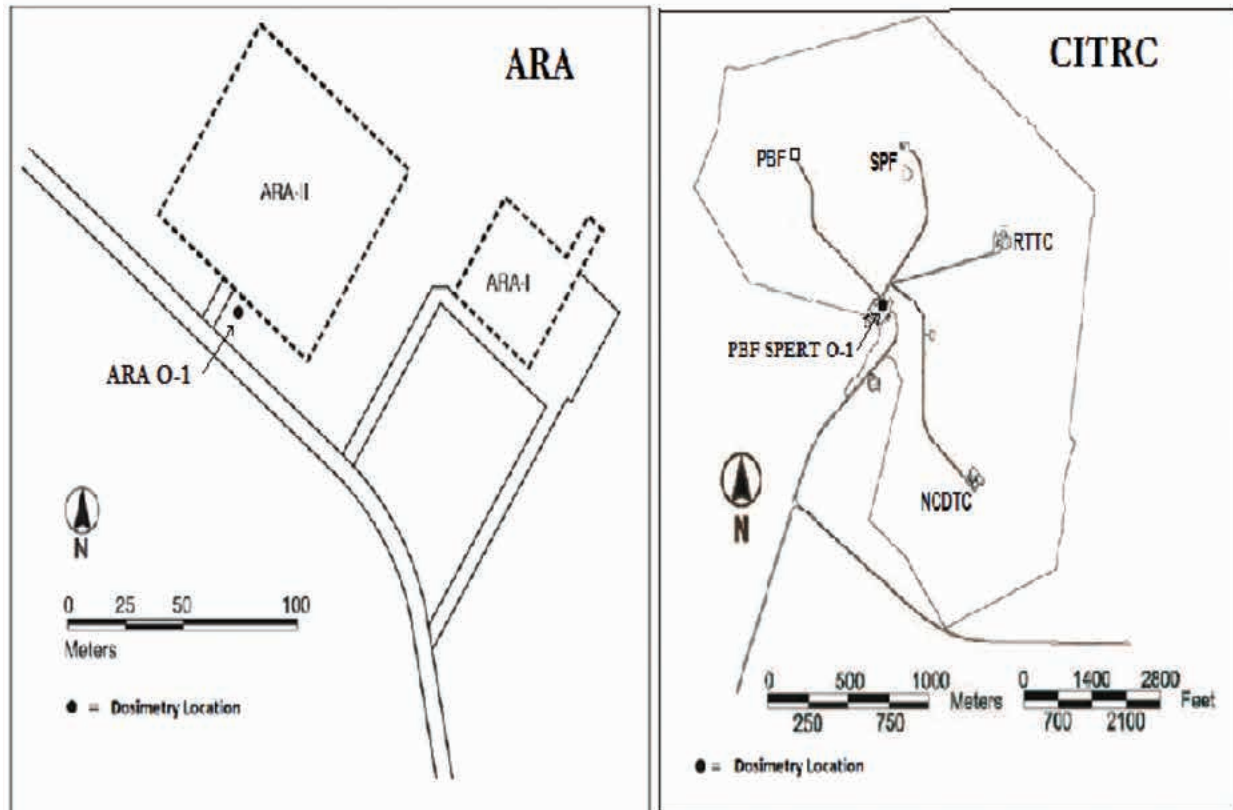 ARA
ARA-II
ARA-I
ARA O-1
N
0 25 50 100
Meters
● = Dosimetry Location
CITRC
PBF
SPF
RTTC
PBF SPERT O-1
NCDTC
N
0 500 1000 Meters
250 750
0 1400 2800 Feet
700 2100
● = Dosimetry Location